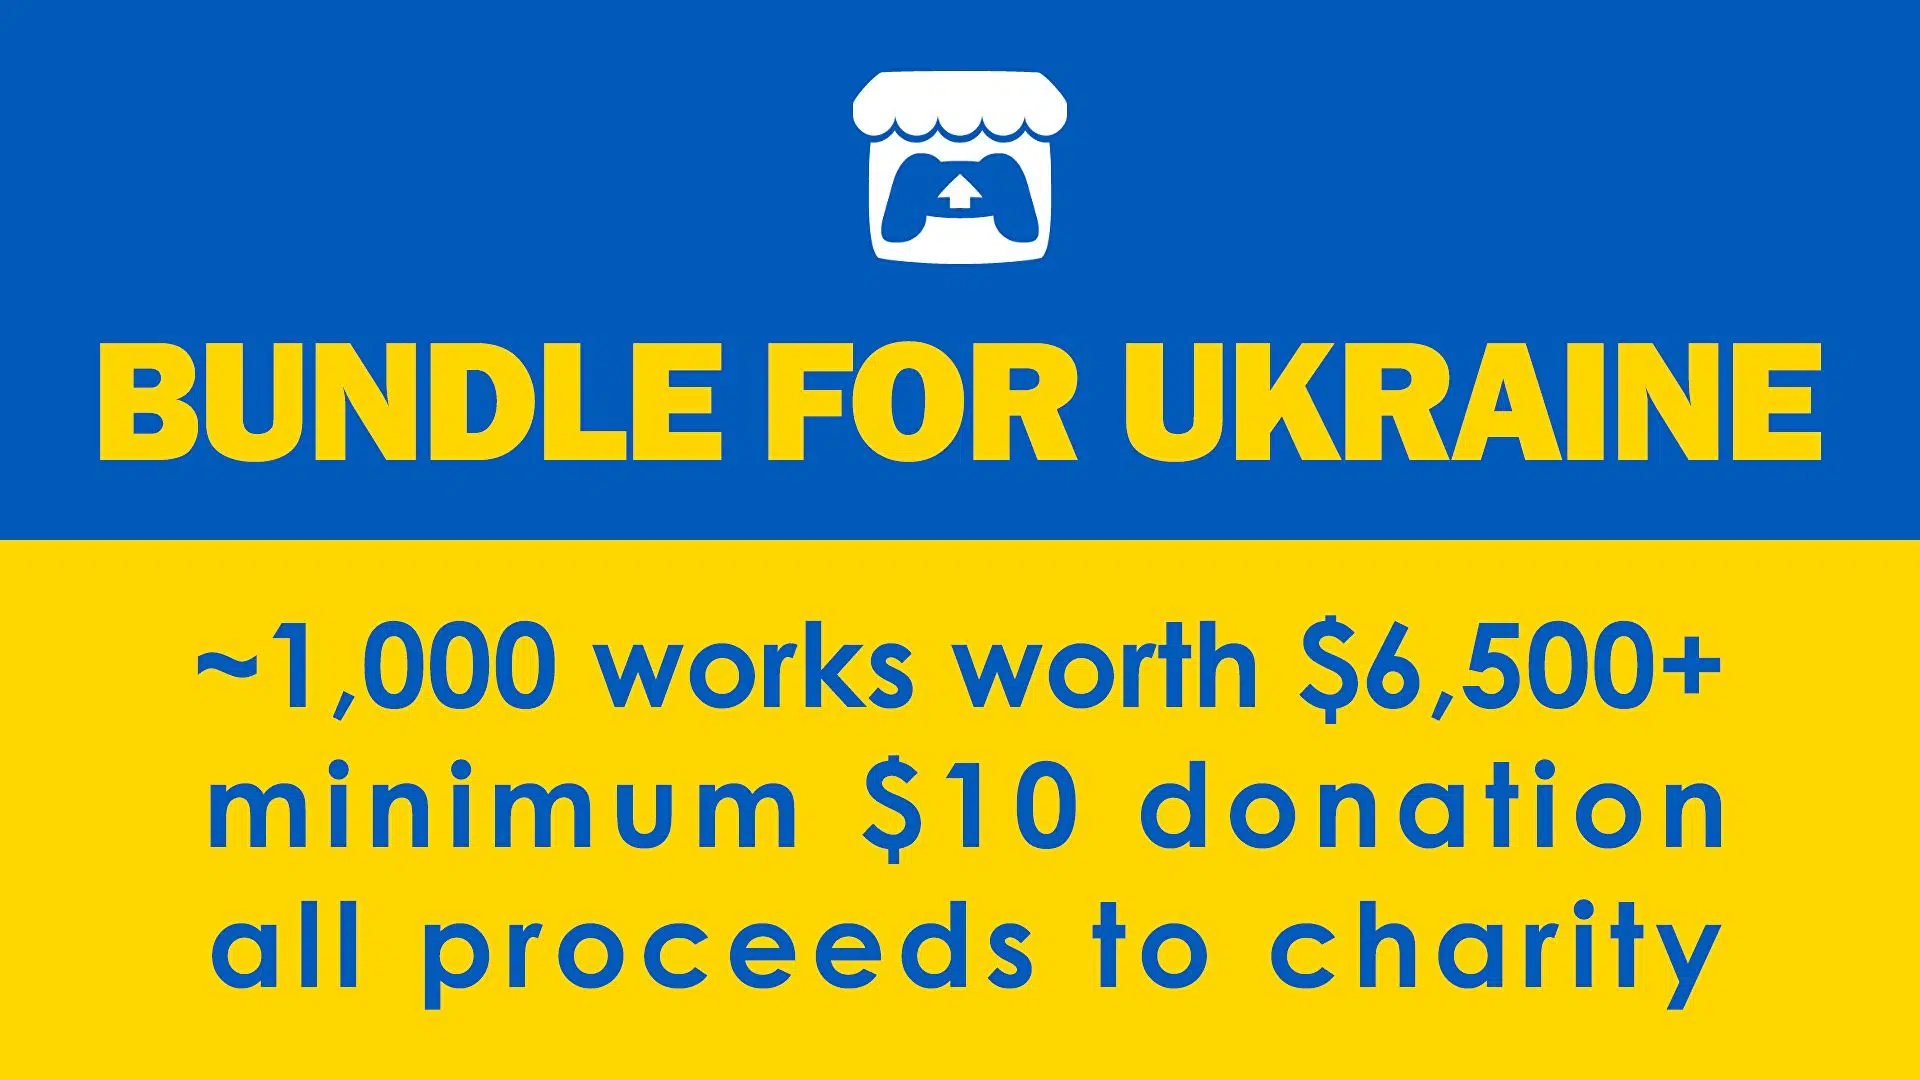 BUNDLE FOR UKRAINE
~1,000 works worth $6,500+
minimum $10 donation
all proceeds to charity